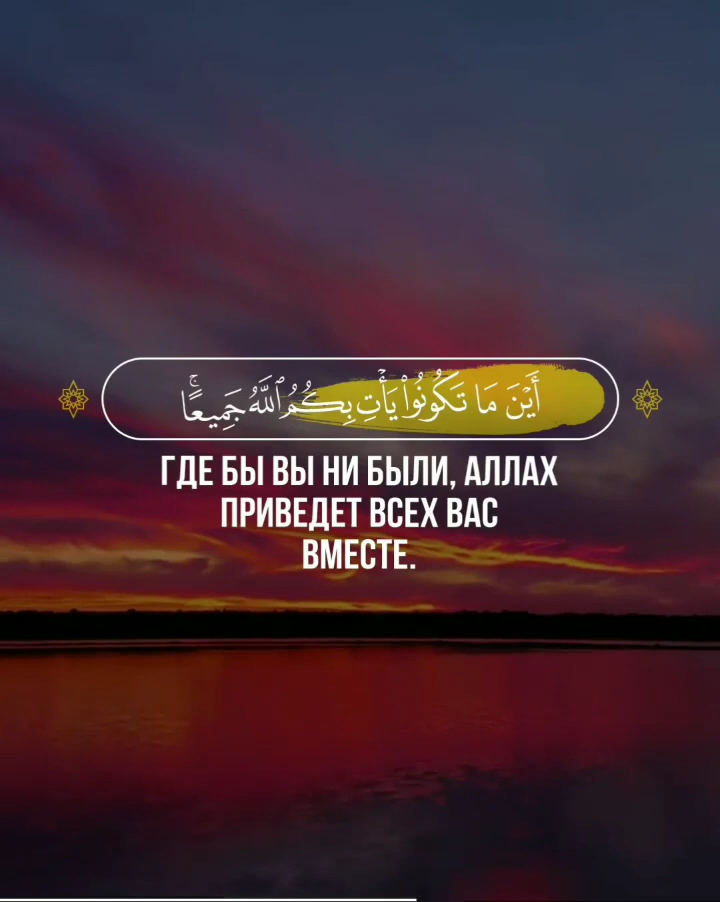 أَيْنَ مَا تَكُونُوا۟ يَأْتِ بِكُمُ ٱللَّهُ جَمِيعًا ۚ
ГДЕ БЫ ВЫ НИ БЫЛИ, АЛЛАХ
ПРИВЕДЕТ ВСЕХ ВАС
ВМЕСТЕ.